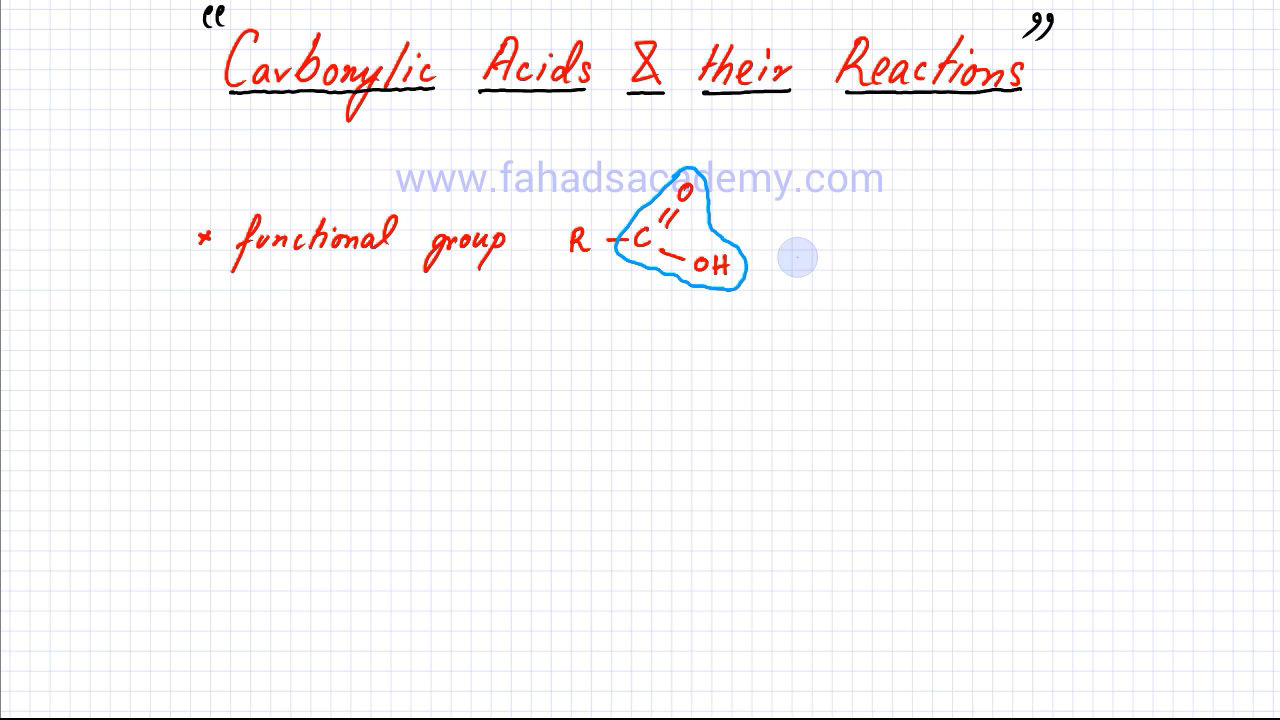 "Carboxylic Acids & their Reactions"
www.fahadsacademy.com
* functional group R-C
O
OH